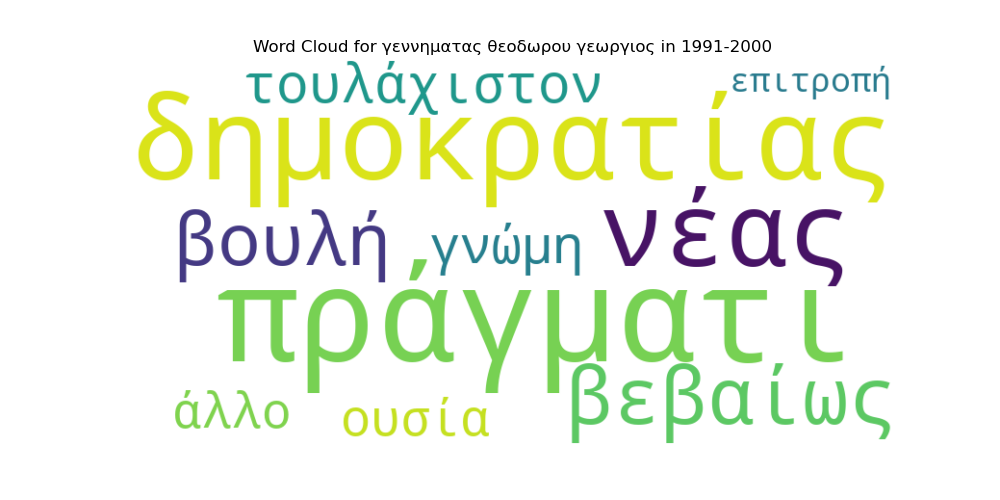 Word Cloud for γεννηματας θεοδωρου γεωργιος in 1991-2000
τουλάχιστον
επιτροπή
δημοκρατίας
βουλή
γνώμη
νέας
πράγματι
βεβαίως
άλλο
ουσία